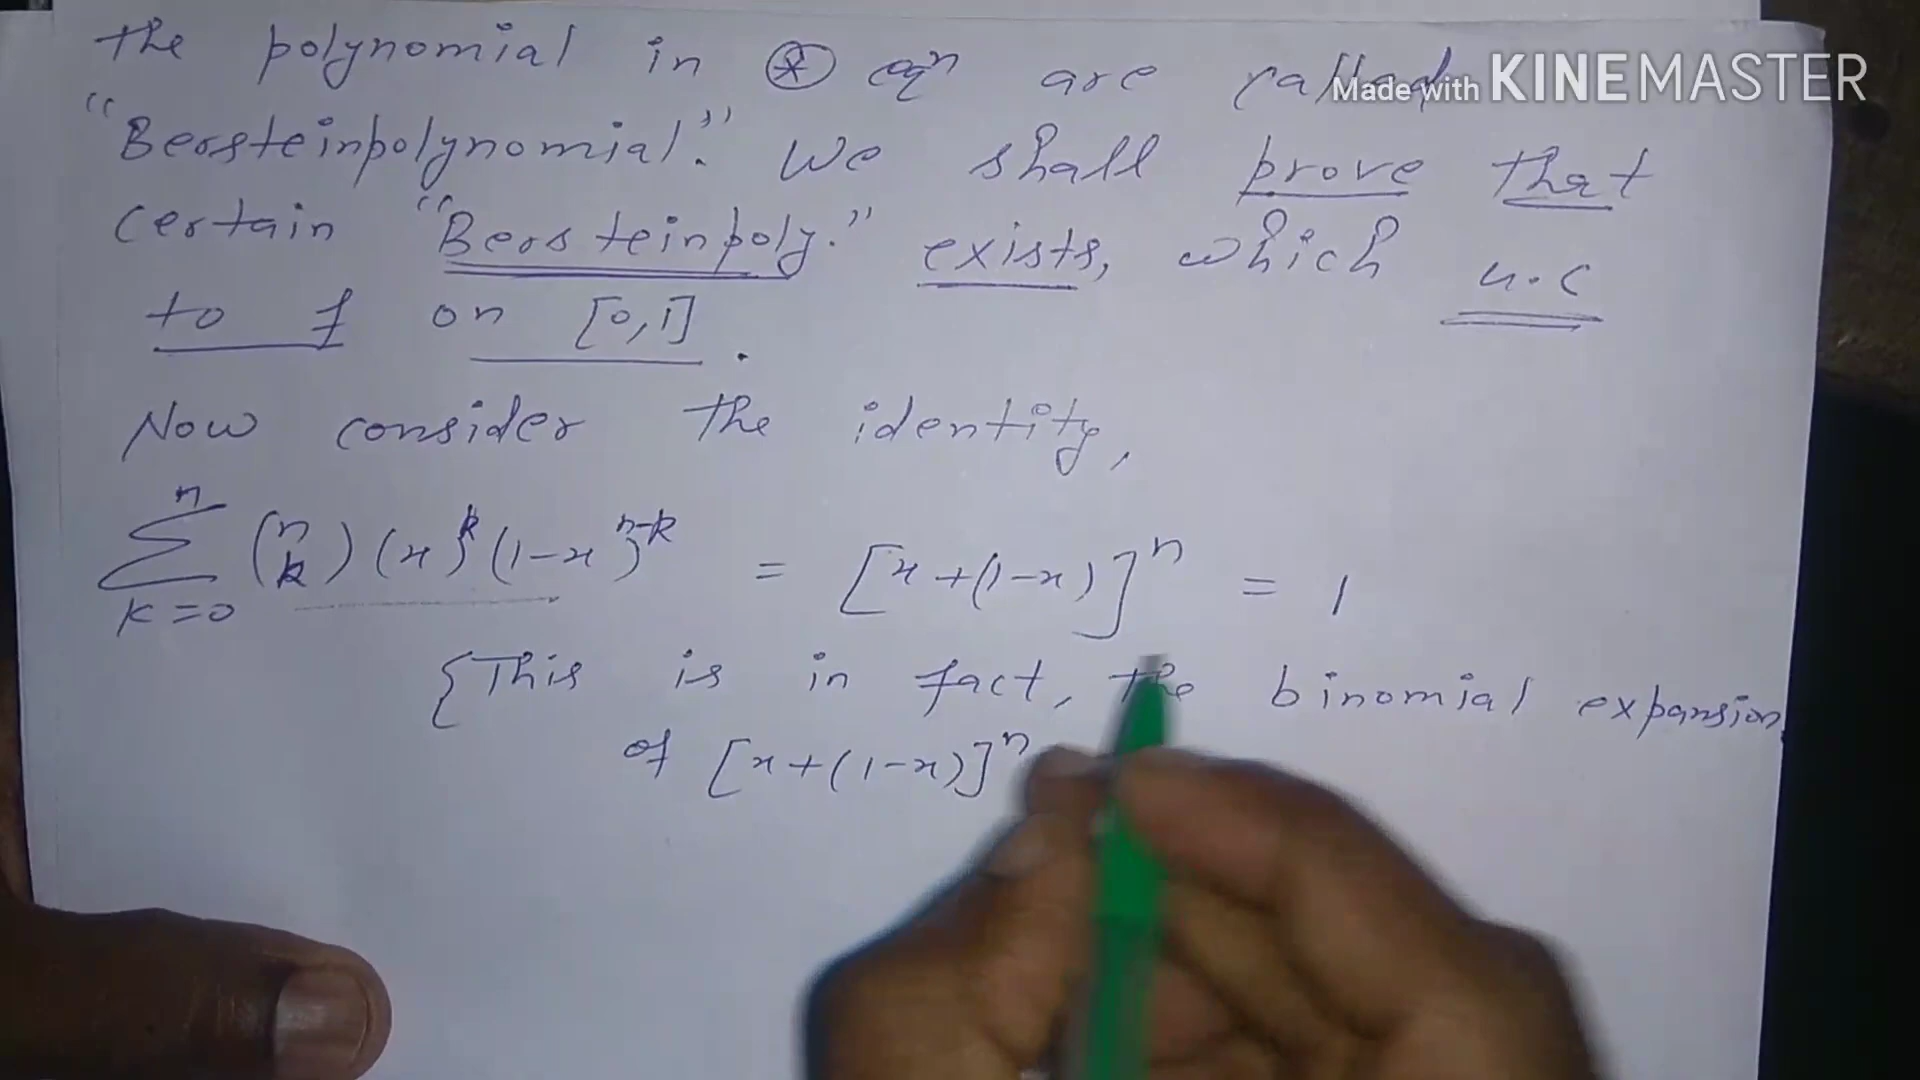 the polynomial in ⊛ eqⁿ are called
Made with KINEMASTER
"Bersteinpolynomial." We shall prove that
certain "Bersteinpoly." exists, which u.c
to f on [0,1].
Now consider the identity,
∑_{k=0}^{n} (n k) (x)^k (1-x)^{n-k} = [x+(1-x)]^n = 1
{This is in fact, the binomial expansion
of [x+(1-x)]^n